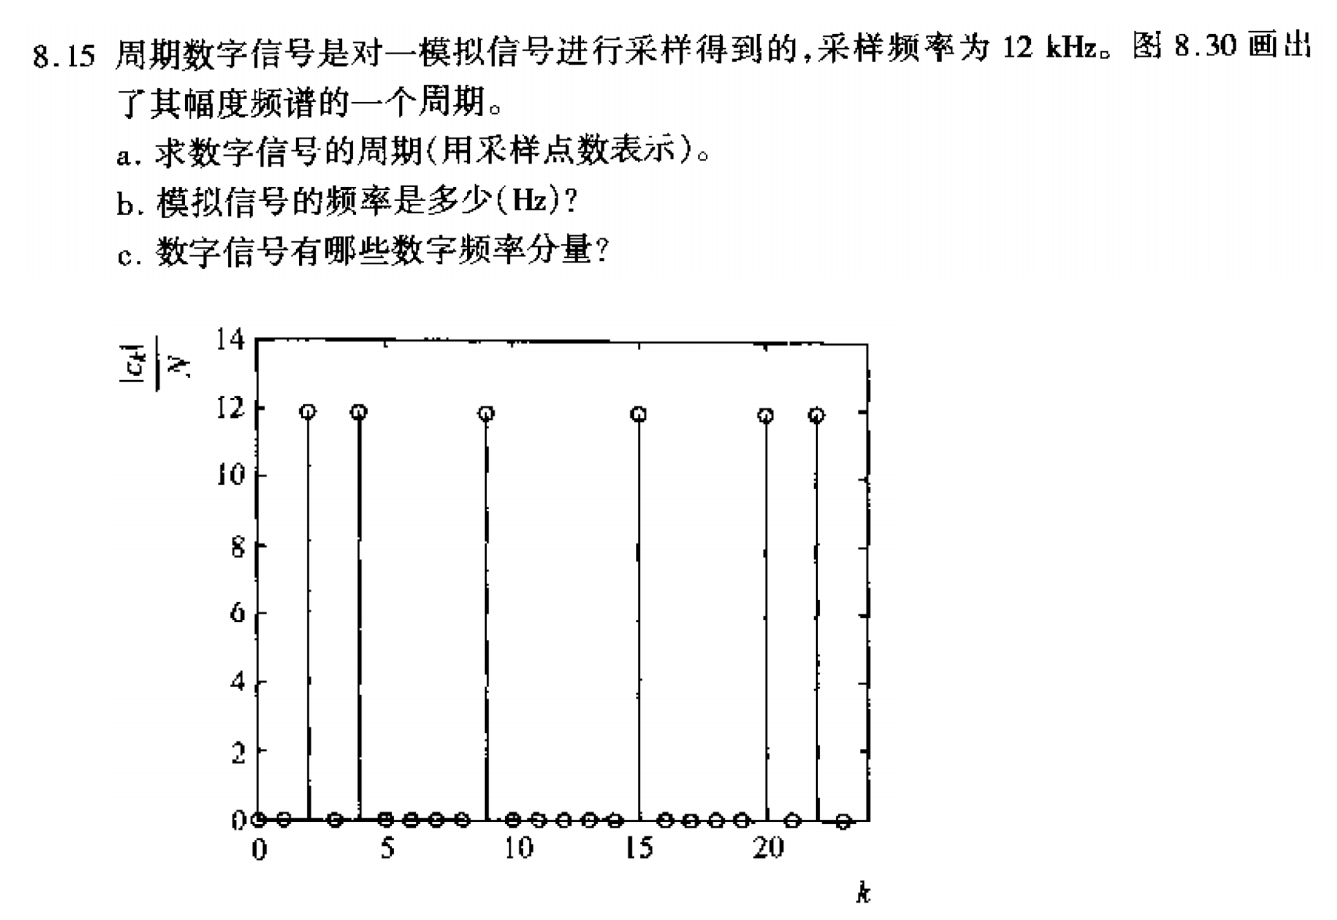 8.15 周期数字信号是对一模拟信号进行采样得到的,采样频率为 12 kHz。图 8.30 画出
了其幅度频谱的一个周期。
a. 求数字信号的周期(用采样点数表示)。
b. 模拟信号的频率是多少(Hz)?
c. 数字信号有哪些数字频率分量?
|c_k|/N
14
12
10
8
6
4
2
0
0 5 10 15 20
k